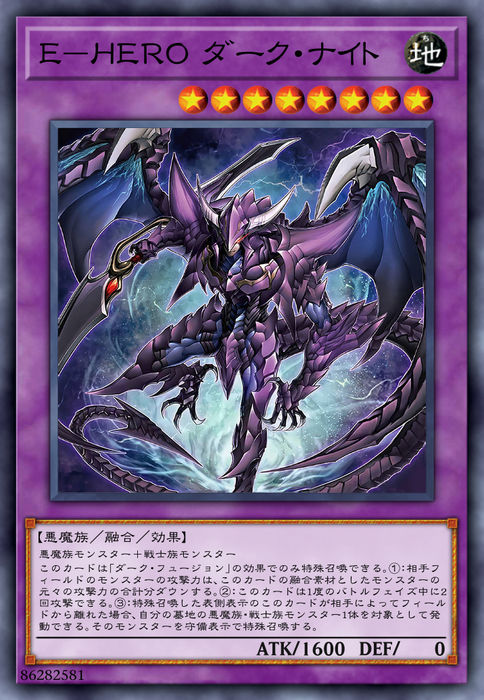 E－HERO ダーク・ナイト
地
ち
【悪魔族／融合／効果】
悪魔族モンスター＋戦士族モンスター
このカードは「ダーク・フュージョン」の効果でのみ特殊召喚できる。①：相手フ
ィールドのモンスターの攻撃力は、このカードの融合素材としたモンスターの
元々の攻撃力の合計分ダウンする。②：このカードは1度のバトルフェイズ中に2
回攻撃できる。③：特殊召喚した表側表示のこのカードが相手によってフィール
ドから離れた場合、自分の墓地の悪魔族・戦士族モンスター1体を対象として発
動できる。そのモンスターを守備表示で特殊召喚する。
ATK/1600 DEF/ 0
86282581